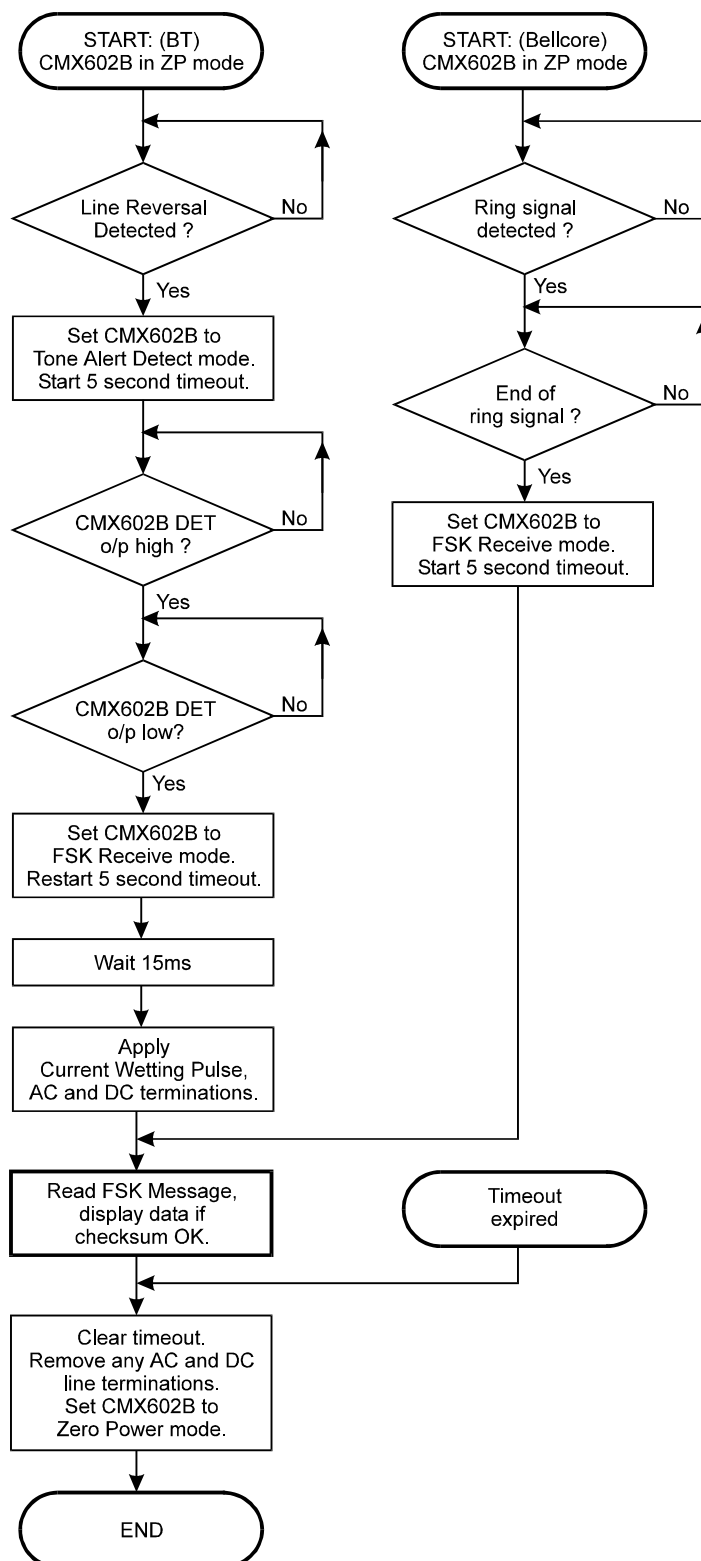 START: (BT)
CMX602B in ZP mode
Line Reversal
Detected ?
No
Yes
Set CMX602B to
Tone Alert Detect mode.
Start 5 second timeout.
CMX602B DET
o/p high ?
No
Yes
CMX602B DET
o/p low?
No
Yes
Set CMX602B to
FSK Receive mode.
Restart 5 second timeout.
Wait 15ms
Apply
Current Wetting Pulse,
AC and DC terminations.
START: (Bellcore)
CMX602B in ZP mode
Ring signal
detected ?
No
Yes
End of
ring signal ?
No
Yes
Set CMX602B to
FSK Receive mode.
Start 5 second timeout.
Read FSK Message,
display data if
checksum OK.
Timeout
expired
Clear timeout.
Remove any AC and DC
line terminations.
Set CMX602B to
Zero Power mode.
END